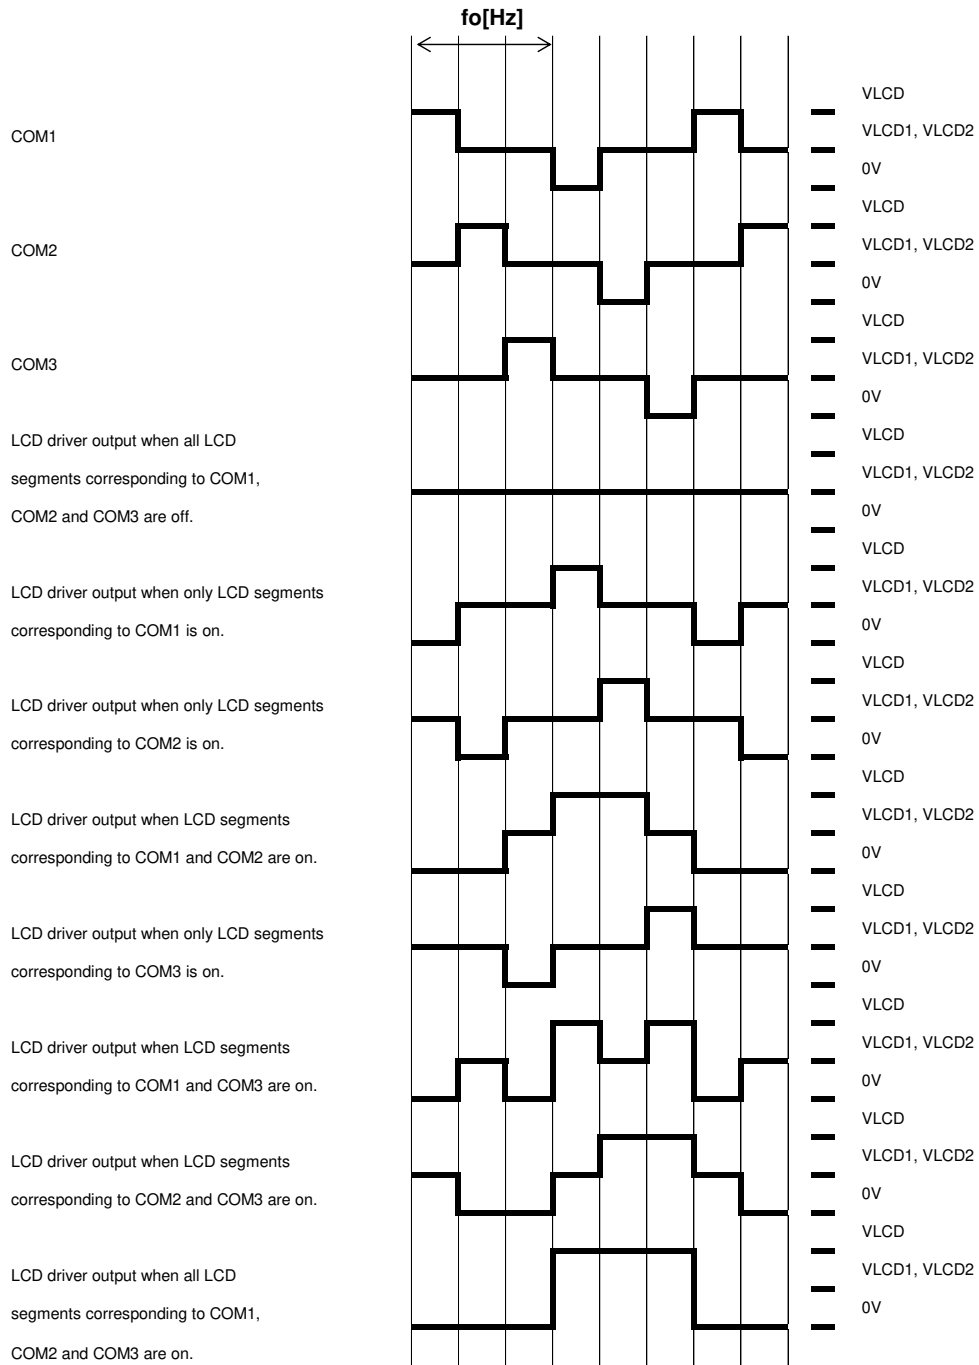 fo[Hz]
VLCD
COM1
VLCD1, VLCD2
0V
VLCD
COM2
VLCD1, VLCD2
0V
VLCD
COM3
VLCD1, VLCD2
0V
LCD driver output when all LCD
segments corresponding to COM1,
COM2 and COM3 are off.
VLCD
VLCD1, VLCD2
0V
VLCD
LCD driver output when only LCD segments
corresponding to COM1 is on.
VLCD1, VLCD2
0V
VLCD
LCD driver output when only LCD segments
corresponding to COM2 is on.
VLCD1, VLCD2
0V
VLCD
LCD driver output when LCD segments
corresponding to COM1 and COM2 are on.
VLCD1, VLCD2
0V
VLCD
LCD driver output when only LCD segments
corresponding to COM3 is on.
VLCD1, VLCD2
0V
VLCD
LCD driver output when LCD segments
corresponding to COM1 and COM3 are on.
VLCD1, VLCD2
0V
VLCD
LCD driver output when LCD segments
corresponding to COM2 and COM3 are on.
VLCD1, VLCD2
0V
VLCD
LCD driver output when all LCD
segments corresponding to COM1,
COM2 and COM3 are on.
VLCD1, VLCD2
0V